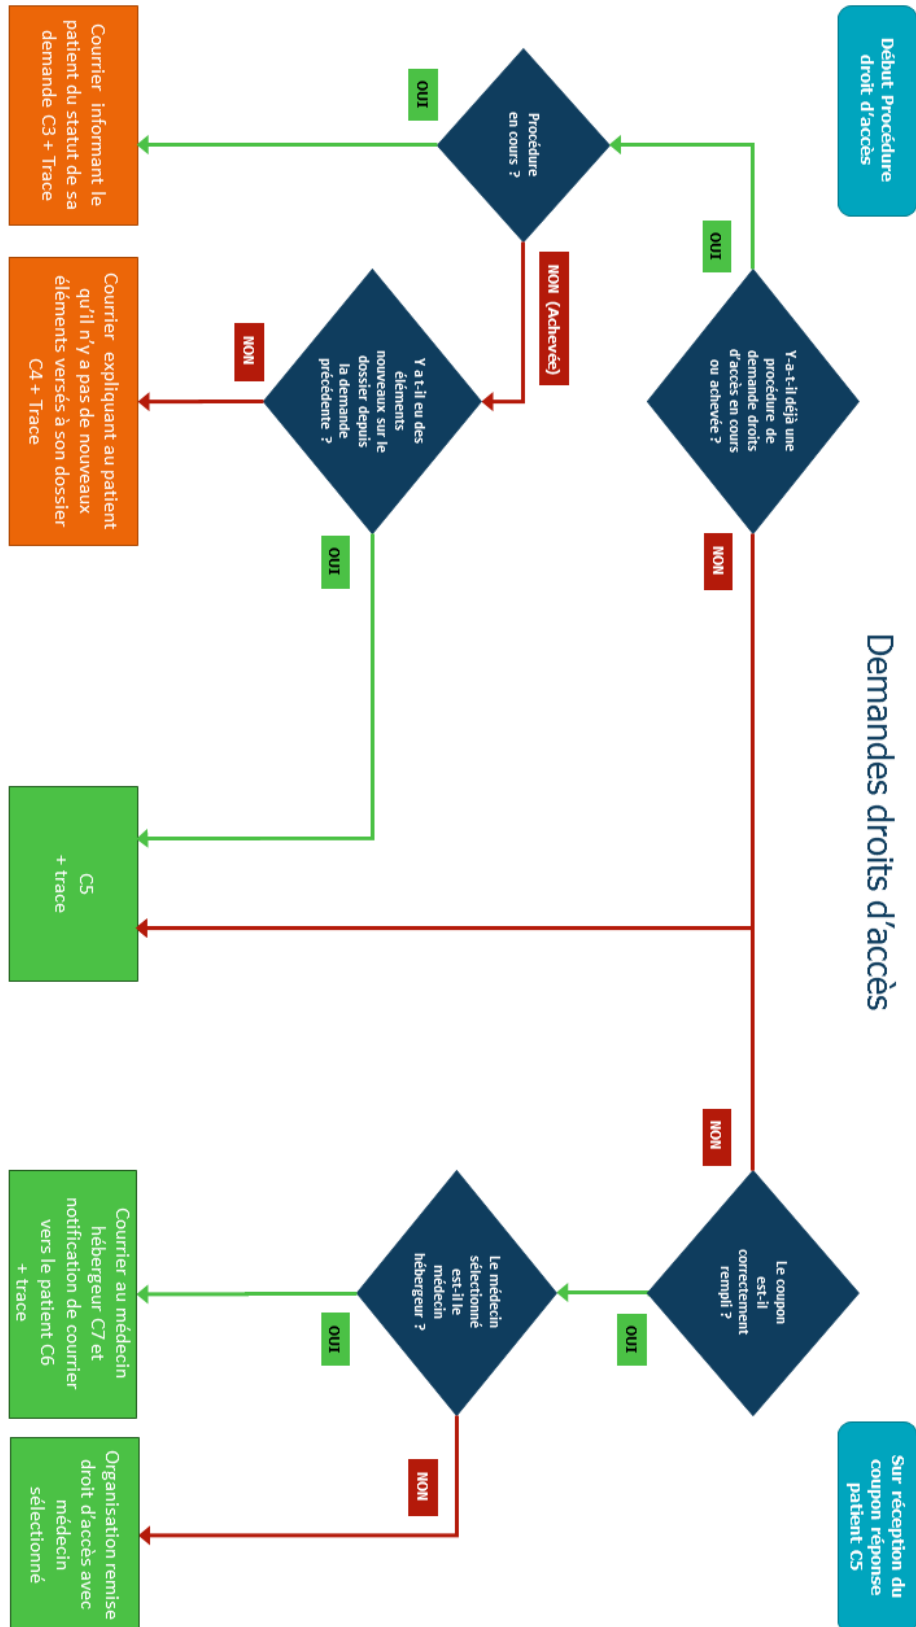 Demandes droits d’accès
Début Procédure
droit d’accès
Sur réception du
coupon réponse
patient C5
Y-a-t-il déjà une
procédure de
demande droits
d’accès en cours
ou achevée ?
OUI
NON
Le coupon
est-il
correctement
rempli ?
NON
OUI
Procédure
en cours ?
OUI
NON (Achevée)
Y a t-il eu des
éléments
nouveaux sur le
dossier depuis
la demande
précédente ?
NON
OUI
Le médecin
sélectionné
est-il le
médecin
hébergeur ?
OUI
NON
Courrier informant le
patient du statut de sa
demande C3 + Trace
Courrier expliquant au patient
qu’il n’y a pas de nouveaux
éléments versés à son dossier
C4 + Trace
C5
+ trace
Courrier au médecin
hébergeur C7 et
notification de courrier
vers le patient C6
+ trace
Organisation remise
droit d’accès avec
médecin
sélectionné